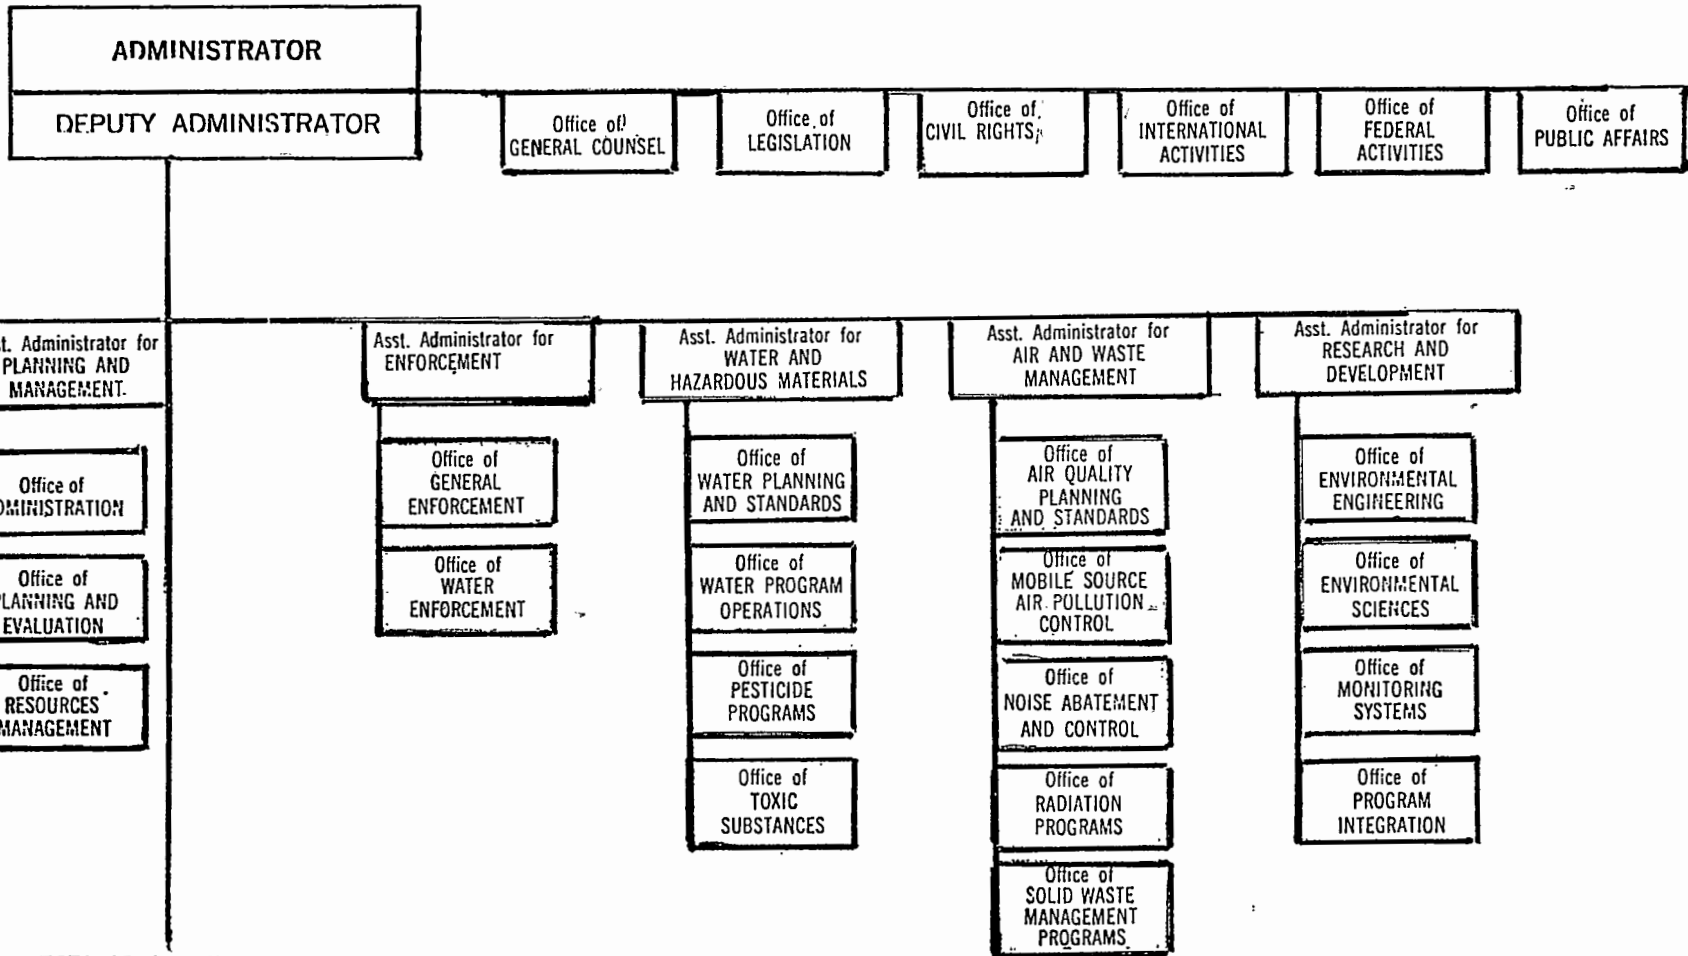 ADMINISTRATOR
DEPUTY ADMINISTRATOR
Office of
GENERAL COUNSEL
Office of
LEGISLATION
Office of
CIVIL RIGHTS
Office of
INTERNATIONAL
ACTIVITIES
Office of
FEDERAL
ACTIVITIES
Office of
PUBLIC AFFAIRS
t. Administrator for
PLANNING AND
MANAGEMENT.
Office of
DMINISTRATION
Office of
LANNING AND
EVALUATION
Office of
RESOURCES
MANAGEMENT
Asst. Administrator for
ENFORCEMENT
Office of
GENERAL
ENFORCEMENT
Office of
WATER
ENFORCEMENT
Asst. Administrator for
WATER AND
HAZARDOUS MATERIALS
Office of
WATER PLANNING
AND STANDARDS
Office of
WATER PROGRAM
OPERATIONS
Office of
PESTICIDE
PROGRAMS
Office of
TOXIC
SUBSTANCES
Asst. Administrator for
AIR AND WASTE
MANAGEMENT
Office of
AIR QUALITY
PLANNING
AND STANDARDS
Office of
MOBILE SOURCE
AIR POLLUTION
CONTROL
Office of
NOISE ABATEMENT
AND CONTROL
Office of
RADIATION
PROGRAMS
Office of
SOLID WASTE
MANAGEMENT
PROGRAMS
Asst. Administrator for
RESEARCH AND
DEVELOPMENT
Office of
ENVIRONMENTAL
ENGINEERING
Office of
ENVIRONMENTAL
SCIENCES
Office of
MONITORING
SYSTEMS
Office of
PROGRAM
INTEGRATION